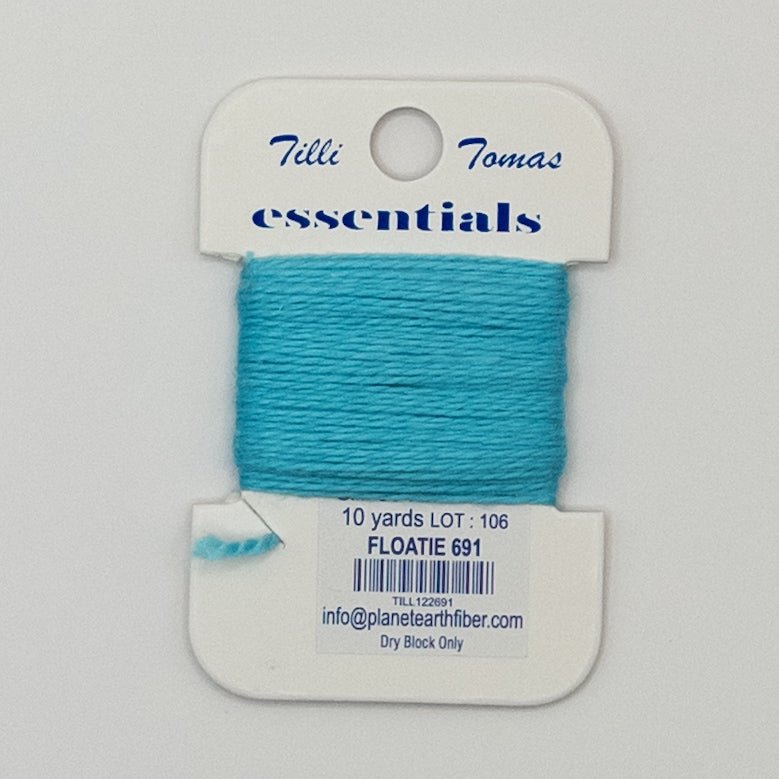 Tilli Tomas
essentials
10 yards LOT : 106
FLOATIE 691
TILL122691
info@planetearthfiber.com
Dry Block Only